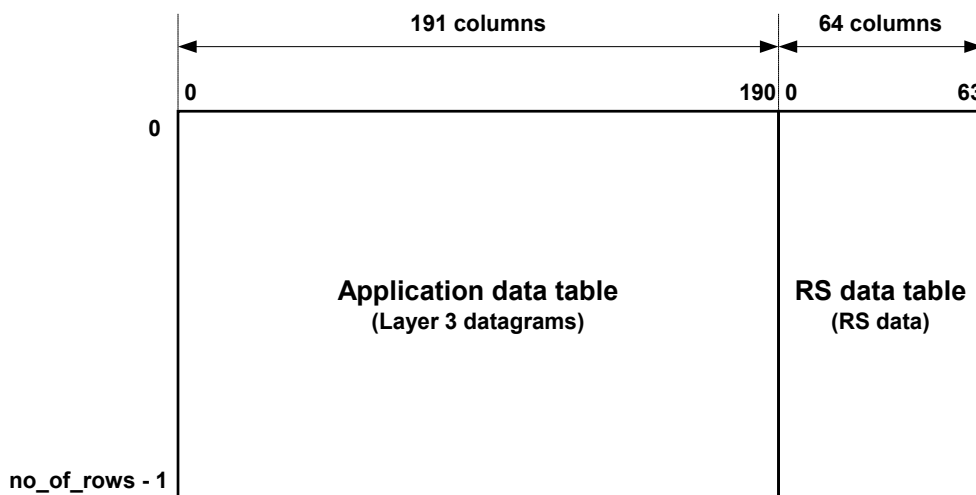 191 columns
64 columns
0
190
0
63
0
Application data table
(Layer 3 datagrams)
RS data table
(RS data)
no_of_rows - 1